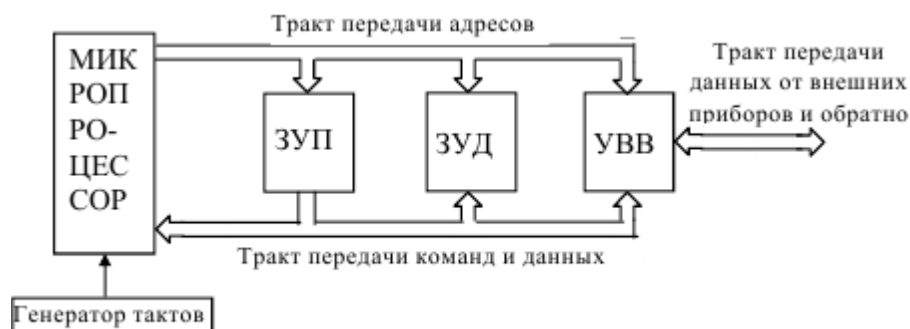 Тракт передачи адресов
МИК
РОП
РО-
ЦЕС
СОР
ЗУП
ЗУД
УВВ
Тракт передачи
данных от внешних
приборов и обратно
Тракт передачи команд и данных
Генератор тактов